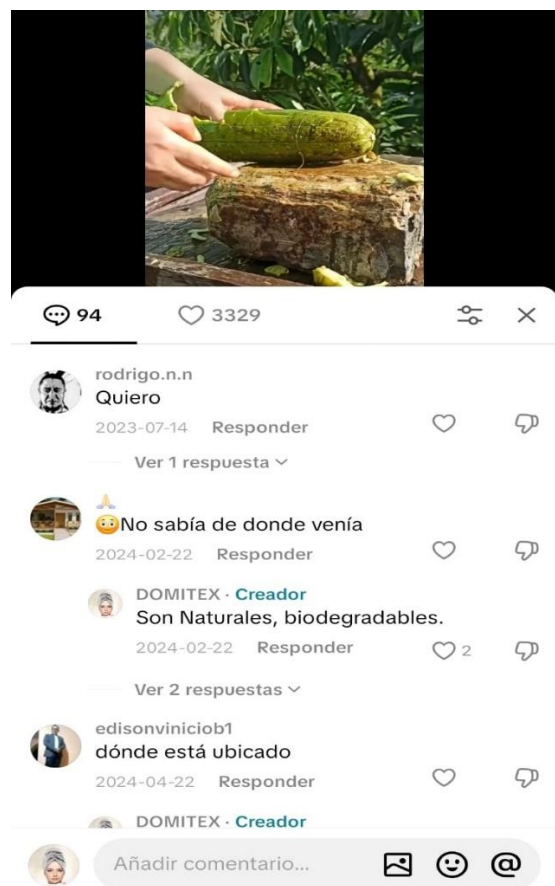 94
3329
rodrigo.n.n
Quiero
2023-07-14 Responder
Ver 1 respuesta
🙏🏻
😳No sabía de donde venía
2024-02-22 Responder
DOMITEX · Creador
Son Naturales, biodegradables.
2024-02-22 Responder 2
Ver 2 respuestas
edisonviniciob1
dónde está ubicado
2024-04-22 Responder
DOMITEX · Creador
Añadir comentario...